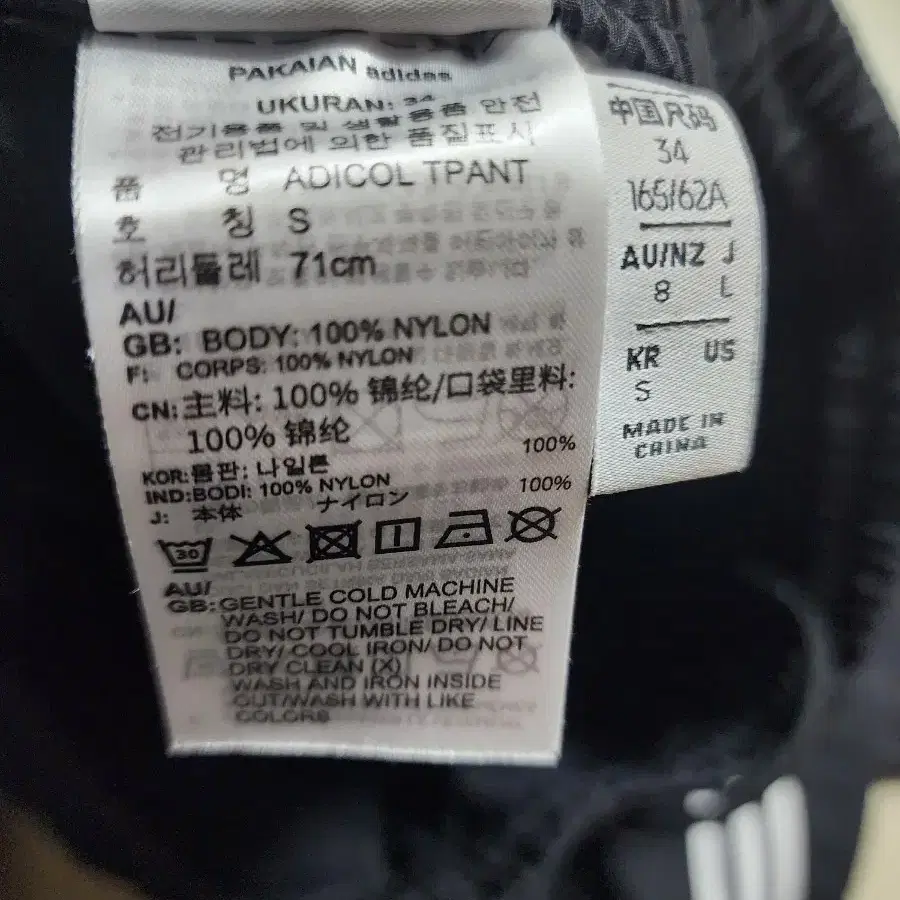 PAKAIAN adidas
UKURAN: 34
전기용품 및 생활용품 안전
관리법에 의한 품질표시
품 명 ADICOL TPANT
호 칭 S
허리둘레 71cm
AU/
GB: BODY: 100% NYLON
F: CORPS: 100% NYLON
CN: 主料: 100% 锦纶/口袋里料:
100% 锦纶
KOR: 몸판: 나일론 100%
IND: BODI: 100% NYLON
J: 本体 ナイロン 100%
30
AU/
GB: GENTLE COLD MACHINE
WASH/ DO NOT BLEACH/
DO NOT TUMBLE DRY/ LINE
DRY/ COOL IRON/ DO NOT
DRY CLEAN (X)
WASH AND IRON INSIDE
OUT/WASH WITH LIKE
COLORS
中国尺码
34
165/62A
AU/NZ J
8 L
KR US
S
MADE IN
CHINA